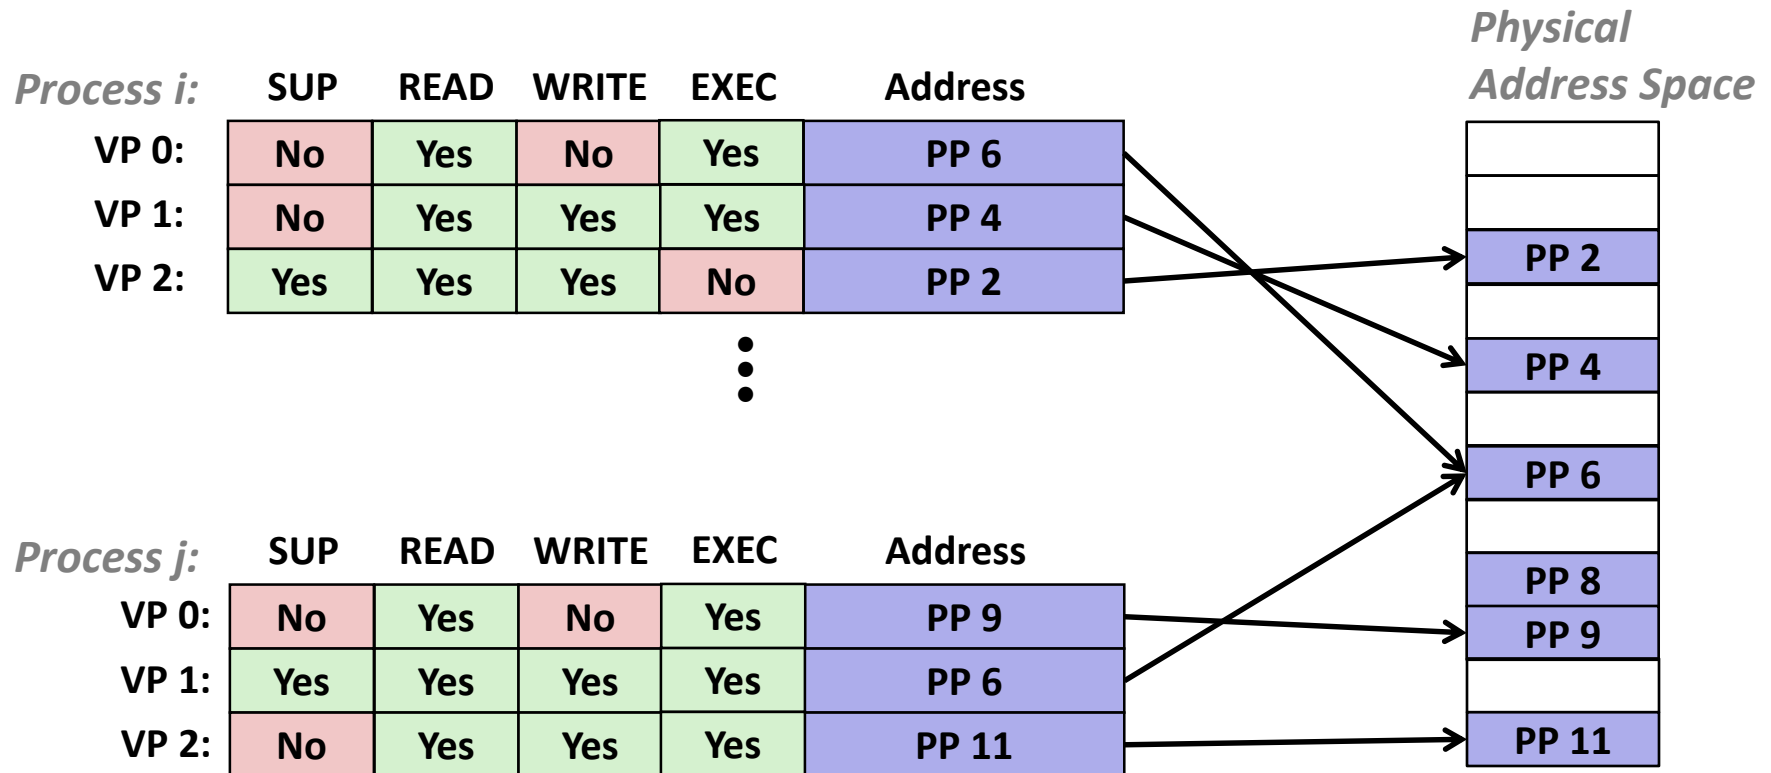 Physical
Address Space
Process i: SUP READ WRITE EXEC Address
VP 0: No Yes No Yes PP 6
VP 1: No Yes Yes Yes PP 4
VP 2: Yes Yes Yes No PP 2
PP 2
PP 4
PP 6
PP 8
PP 9
PP 11
Process j: SUP READ WRITE EXEC Address
VP 0: No Yes No Yes PP 9
VP 1: Yes Yes Yes Yes PP 6
VP 2: No Yes Yes Yes PP 11